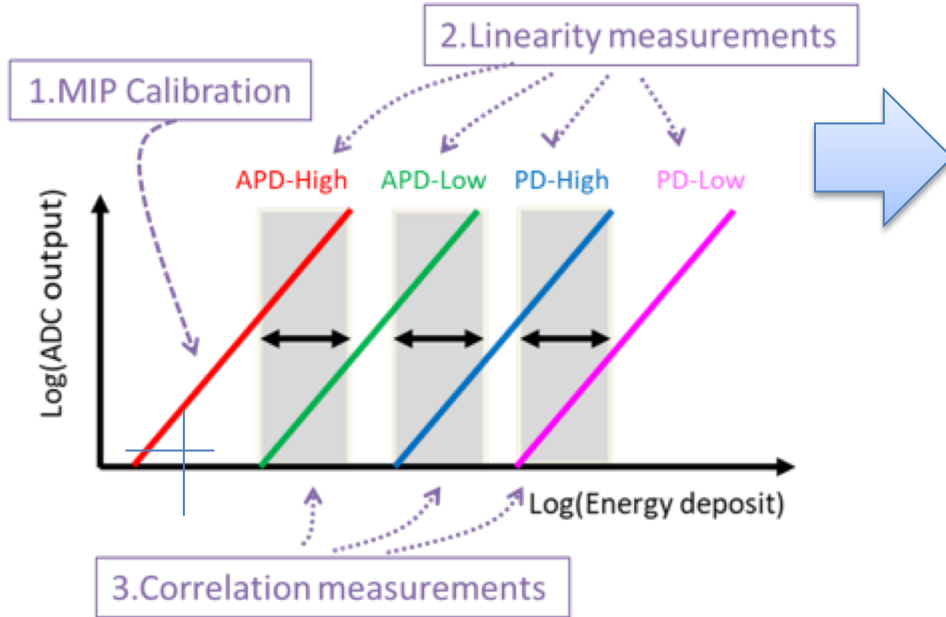 2.Linearity measurements
1.MIP Calibration
APD-High APD-Low PD-High PD-Low
Log(ADC output)
Log(Energy deposit)
3.Correlation measurements